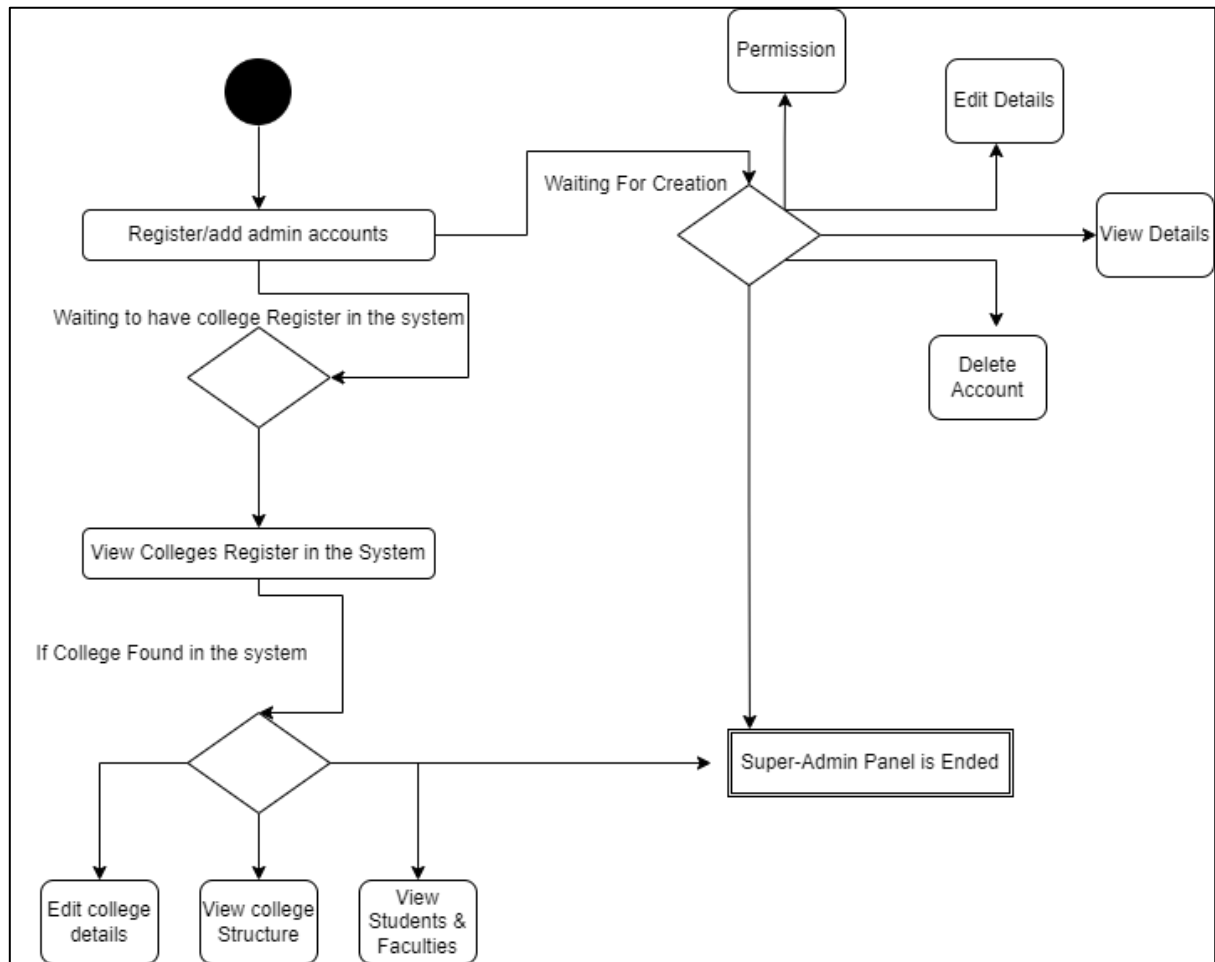 Permission
Edit Details
Waiting For Creation
Register/add admin accounts
View Details
Waiting to have college Register in the system
Delete
Account
View Colleges Register in the System
If College Found in the system
Super-Admin Panel is Ended
Edit college
details
View college
Structure
View
Students &
Faculties